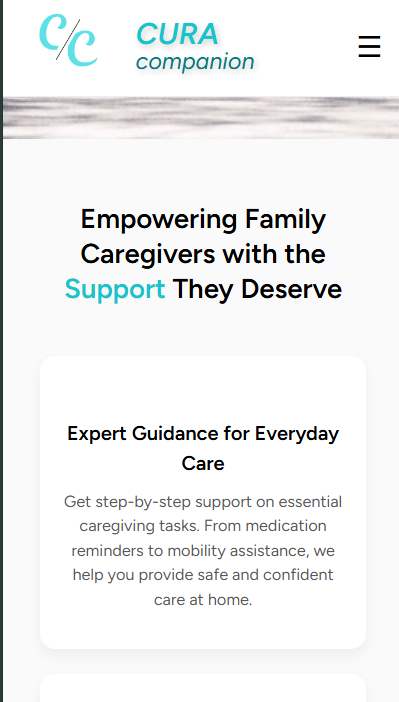 C/C
CURA
companion
Empowering Family
Caregivers with the
Support They Deserve
Expert Guidance for Everyday
Care
Get step-by-step support on essential
caregiving tasks. From medication
reminders to mobility assistance, we
help you provide safe and confident
care at home.